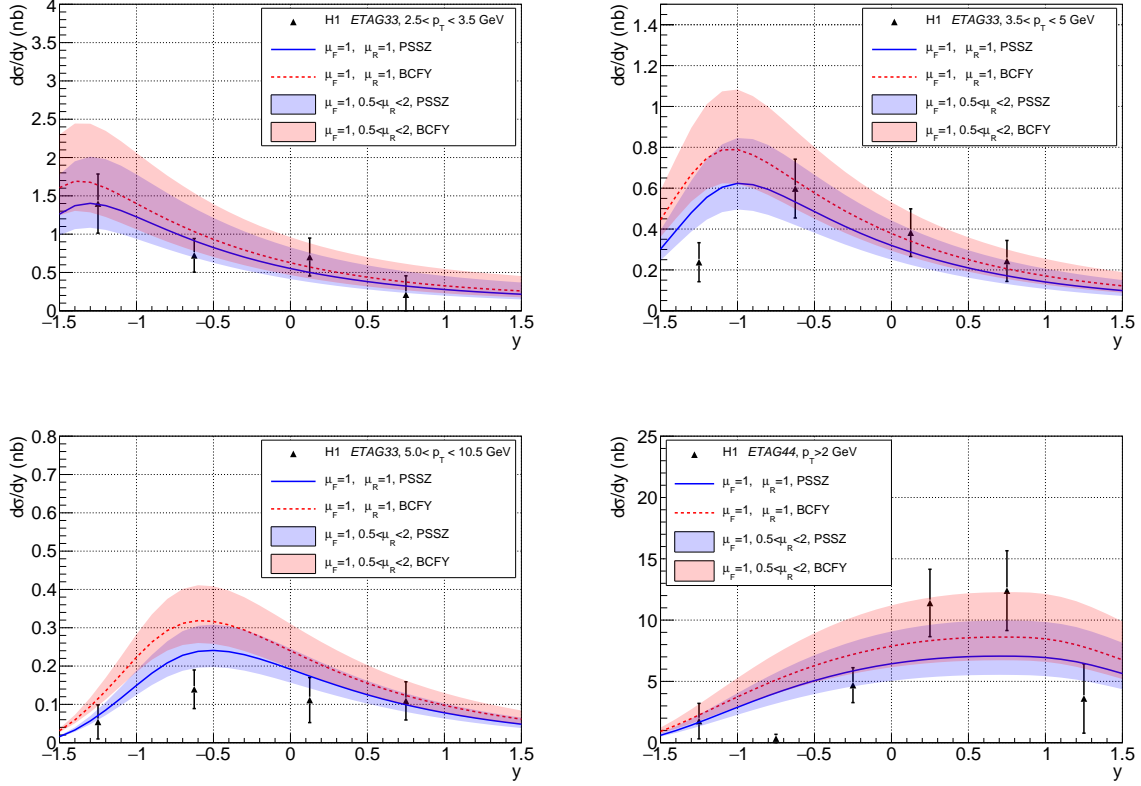 dσ/dy (nb)
4
3.5
3
2.5
2
1.5
1
0.5
0
−1.5 −1 −0.5 0 0.5 1 1.5
y
H1 ETAG33, 2.5< p_T < 3.5 GeV
μ_F=1, μ_R=1, PSSZ
μ_F=1, μ_R=1, BCFY
μ_F=1, 0.5<μ_R<2, PSSZ
μ_F=1, 0.5<μ_R<2, BCFY
dσ/dy (nb)
1.4
1.2
1
0.8
0.6
0.4
0.2
0
−1.5 −1 −0.5 0 0.5 1 1.5
y
H1 ETAG33, 3.5< p_T < 5 GeV
μ_F=1, μ_R=1, PSSZ
μ_F=1, μ_R=1, BCFY
μ_F=1, 0.5<μ_R<2, PSSZ
μ_F=1, 0.5<μ_R<2, BCFY
dσ/dy (nb)
0.8
0.7
0.6
0.5
0.4
0.3
0.2
0.1
0
−1.5 −1 −0.5 0 0.5 1 1.5
y
H1 ETAG33, 5.0< p_T < 10.5 GeV
μ_F=1, μ_R=1, PSSZ
μ_F=1, μ_R=1, BCFY
μ_F=1, 0.5<μ_R<2, PSSZ
μ_F=1, 0.5<μ_R<2, BCFY
dσ/dy (nb)
25
20
15
10
5
0
−1.5 −1 −0.5 0 0.5 1 1.5
y
H1 ETAG44, p_T>2 GeV
μ_F=1, μ_R=1, PSSZ
μ_F=1, μ_R=1, BCFY
μ_F=1, 0.5<μ_R<2, PSSZ
μ_F=1, 0.5<μ_R<2, BCFY